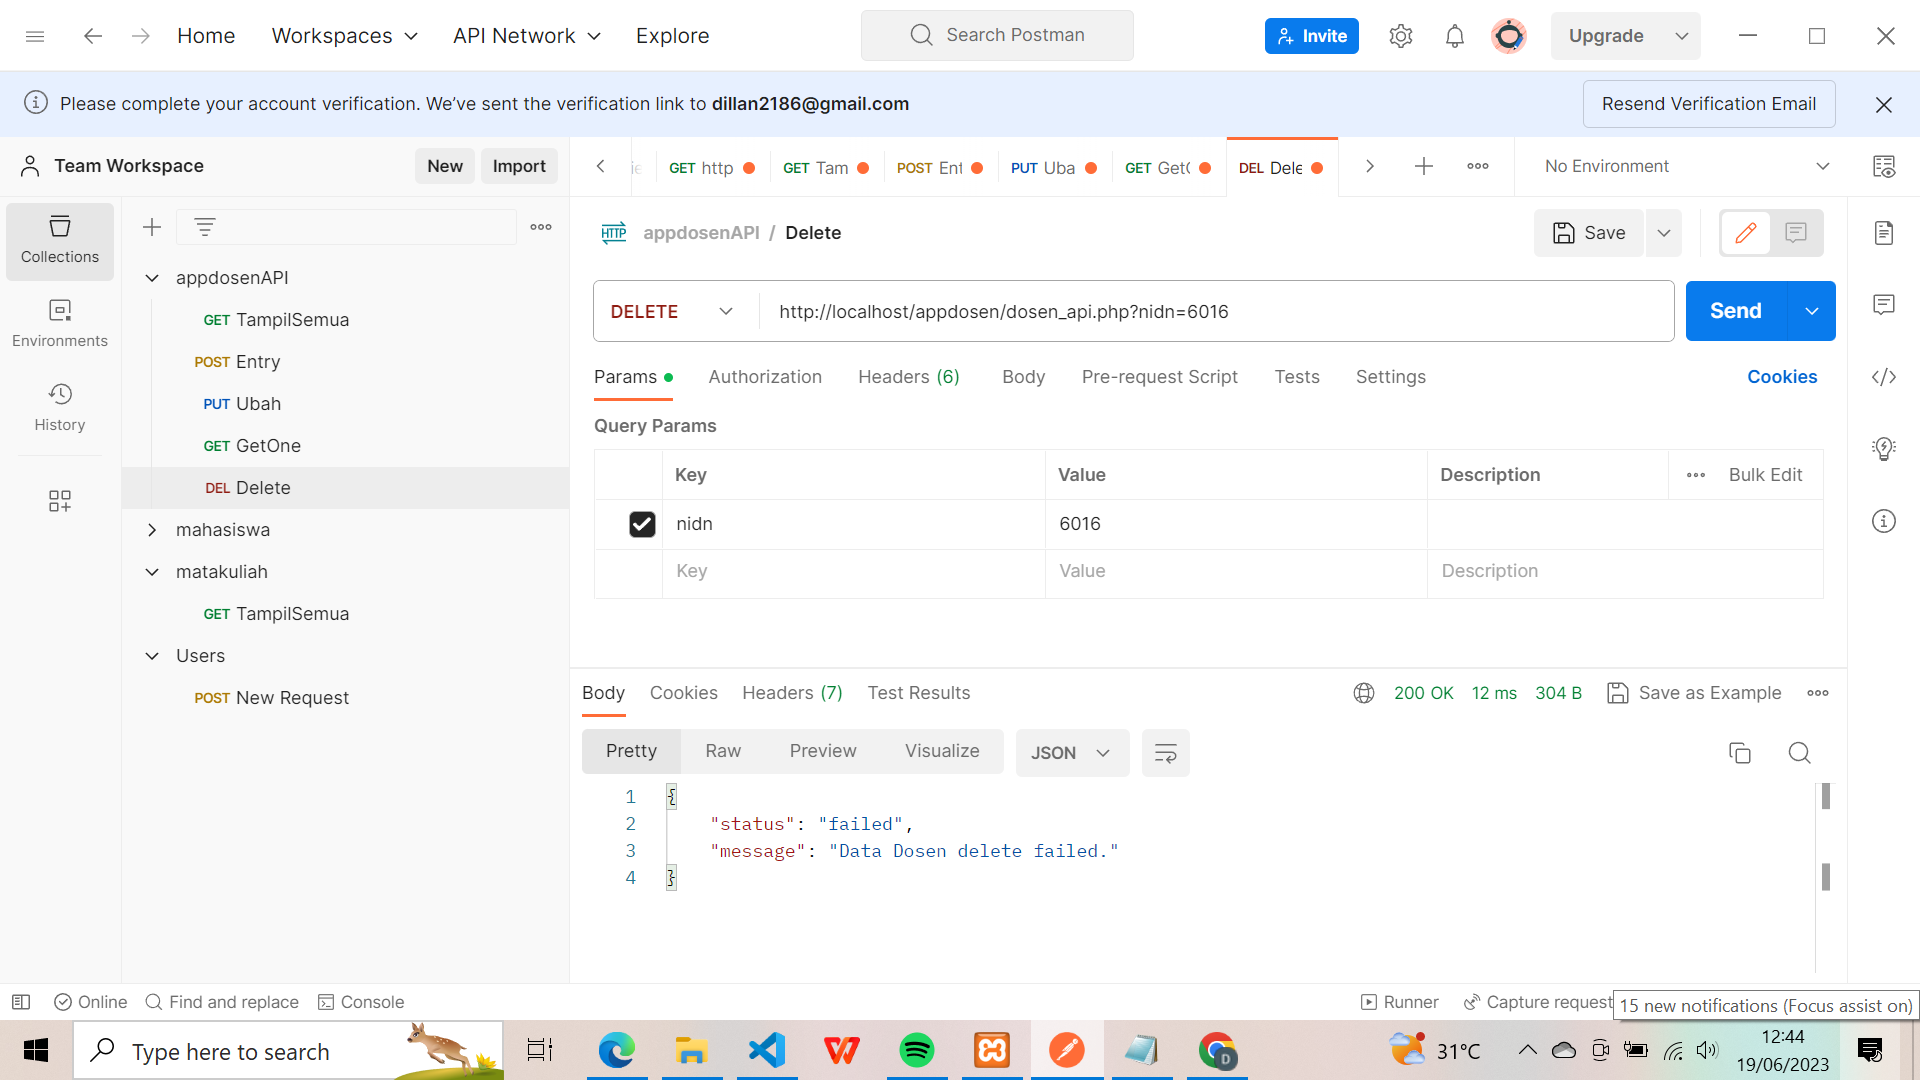 Home
Workspaces
API Network
Explore
Search Postman
Invite
Upgrade
Please complete your account verification. We've sent the verification link to dillan2186@gmail.com
Resend Verification Email
Team Workspace
New
Import
GET http
GET Tam
POST Ent
PUT Uba
GET Get
DEL Dele
No Environment
Collections
Environments
History
appdosenAPI
GET TampilSemua
POST Entry
PUT Ubah
GET GetOne
DEL Delete
mahasiswa
matakuliah
GET TampilSemua
Users
POST New Request
HTTP appdosenAPI / Delete
Save
DELETE
http://localhost/appdosen/dosen_api.php?nidn=6016
Send
Params
Authorization
Headers (6)
Body
Pre-request Script
Tests
Settings
Cookies
Query Params
Key
Value
Description
Bulk Edit
nidn
6016
Key
Value
Description
Body
Cookies
Headers (7)
Test Results
200 OK
12 ms
304 B
Save as Example
Pretty
Raw
Preview
Visualize
JSON
1 {
2 "status": "failed",
3 "message": "Data Dosen delete failed."
4 }
Online
Find and replace
Console
Runner
Capture request
15 new notifications (Focus assist on)
Type here to search
D
31°C
12:44
19/06/2023